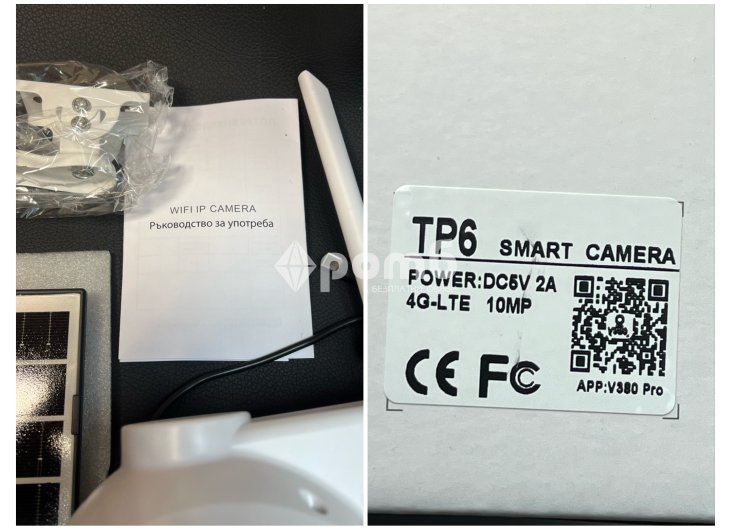 WIFI IP CAMERA
Ръководство за употреба
ромб
TP6 SMART CAMERA
POWER:DC5V 2A
4G-LTE 10MP
CE FC
APP:V380 Pro